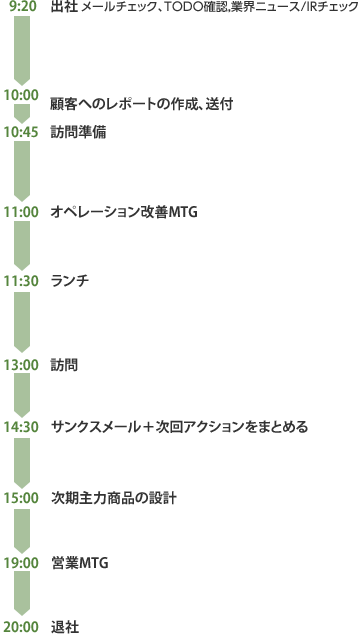 9:20 出社 メールチェック、TODO確認,業界ニュース/IRチェック
10:00 顧客へのレポートの作成、送付
10:45 訪問準備
11:00 オペレーション改善MTG
11:30 ランチ
13:00 訪問
14:30 サンクスメール＋次回アクションをまとめる
15:00 次期主力商品の設計
19:00 営業MTG
20:00 退社